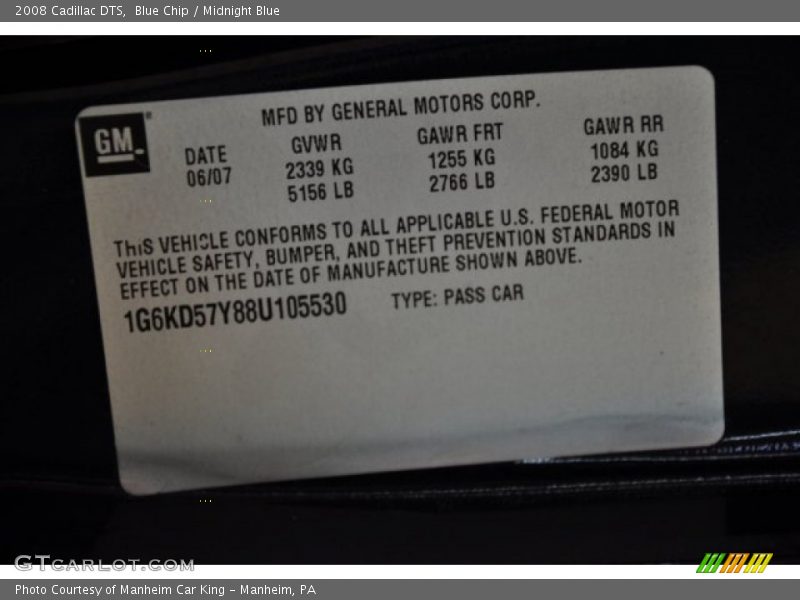 2008 Cadillac DTS,  Blue Chip / Midnight Blue
MFD BY GENERAL MOTORS CORP.
GM
DATE GVWR GAWR FRT GAWR RR
06/07 2339 KG 1255 KG 1084 KG
5156 LB 2766 LB 2390 LB
THIS VEHICLE CONFORMS TO ALL APPLICABLE U.S. FEDERAL MOTOR
VEHICLE SAFETY, BUMPER, AND THEFT PREVENTION STANDARDS IN
EFFECT ON THE DATE OF MANUFACTURE SHOWN ABOVE.
1G6KD57Y88U105530 TYPE: PASS CAR
GTCARLOT.COM
Photo Courtesy of Manheim Car King - Manheim, PA